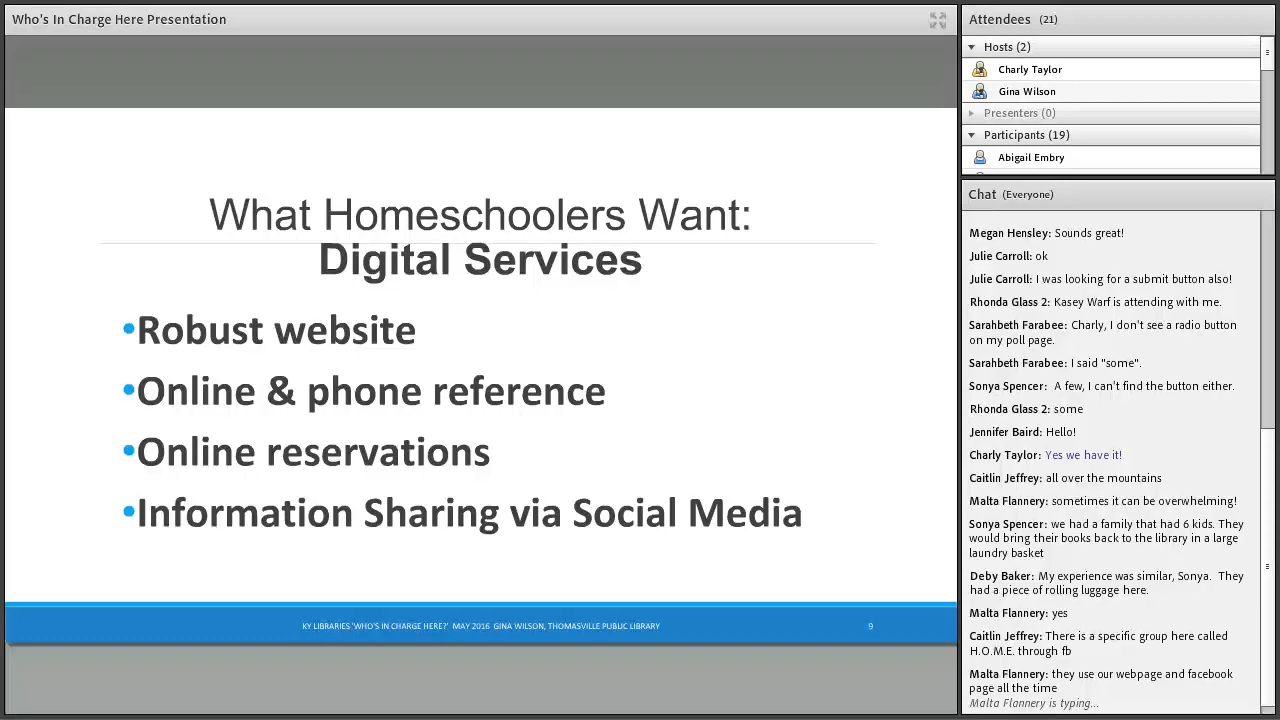 Who's In Charge Here Presentation
What Homeschoolers Want:
Digital Services
•Robust website
•Online & phone reference
•Online reservations
•Information Sharing via Social Media
KY LIBRARIES 'WHO'S IN CHARGE HERE?' MAY 2016 GINA WILSON, THOMASVILLE PUBLIC LIBRARY
9
Attendees (21)
Hosts (2)
Charly Taylor
Gina Wilson
Presenters (0)
Participants (19)
Abigail Embry
Chat (Everyone)
Megan Hensley: Sounds great!
Julie Carroll: ok
Julie Carroll: I was looking for a submit button also!
Rhonda Glass 2: Kasey Warf is attending with me.
Sarahbeth Farabee: Charly, I don't see a radio button
on my poll page.
Sarahbeth Farabee: I said "some".
Sonya Spencer: A few, I can't find the button either.
Rhonda Glass 2: some
Jennifer Baird: Hello!
Charly Taylor: Yes we have it!
Caitlin Jeffrey: all over the mountains
Malta Flannery: sometimes it can be overwhelming!
Sonya Spencer: we had a family that had 6 kids. They
would bring their books back to the library in a large
laundry basket
Deby Baker: My experience was similar, Sonya. They
had a piece of rolling luggage here.
Malta Flannery: yes
Caitlin Jeffrey: There is a specific group here called
H.O.M.E. through fb
Malta Flannery: they use our webpage and facebook
page all the time
Malta Flannery is typing...